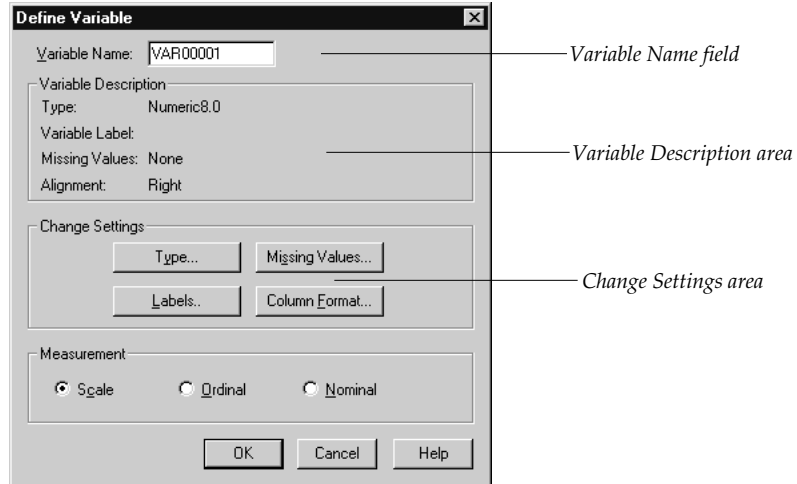 Define Variable
Variable Name: VAR00001
Variable Name field
Variable Description
Type: Numeric8.0
Variable Label:
Missing Values: None
Alignment: Right
Variable Description area
Change Settings
Type... Missing Values...
Labels.. Column Format...
Change Settings area
Measurement
Scale Ordinal Nominal
OK Cancel Help